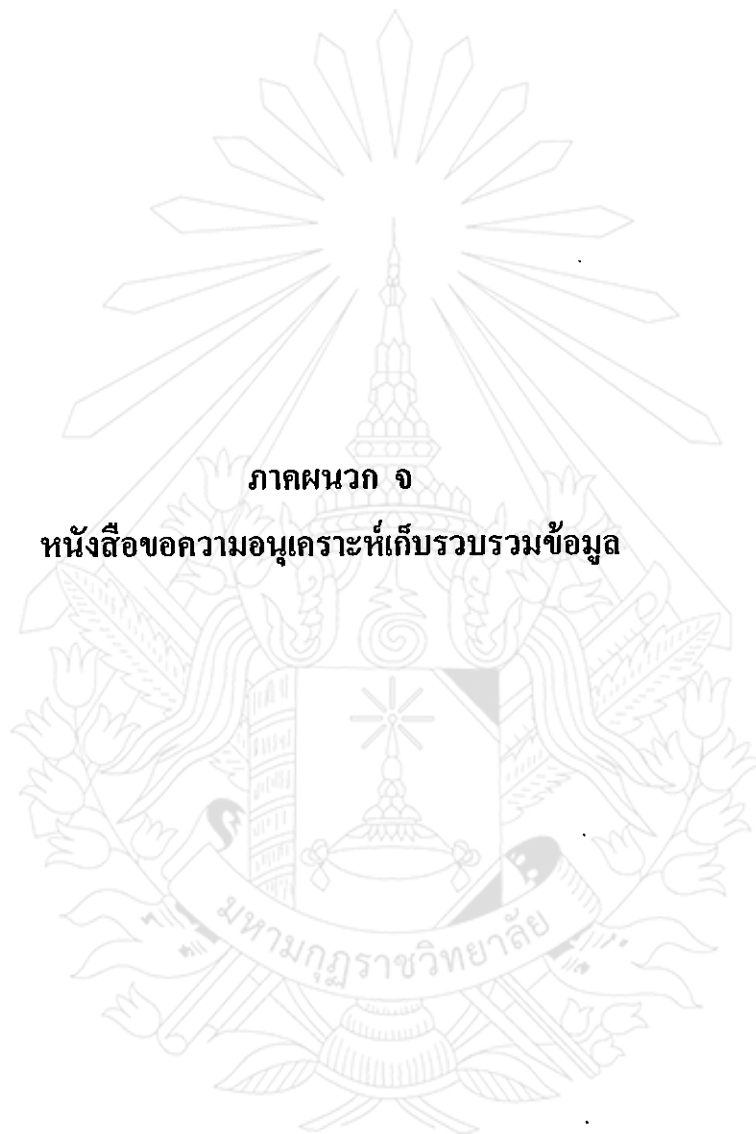 ภาคผนวก จ
หนังสือขอความอนุเคราะห์เก็บรวบรวมข้อมูล
มหามกุฏราชวิทยาลัย